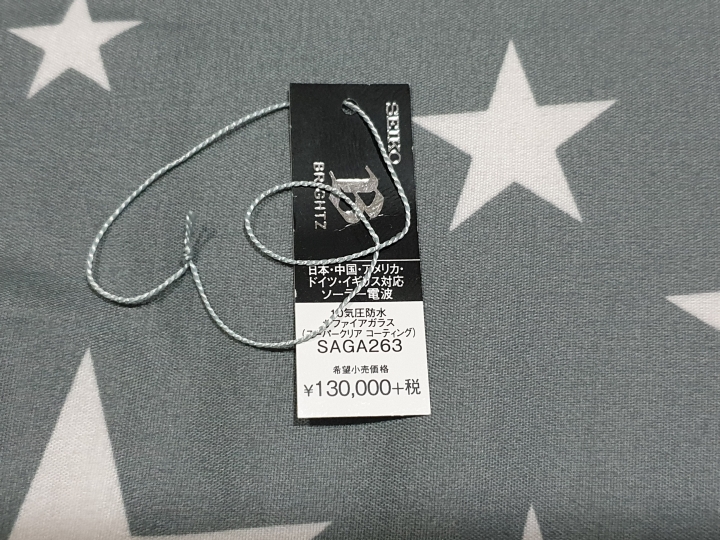 SEIKO
B
BRIGHTZ
日本・中国・アメリカ・
ドイツ・イギリス対応
ソーラー電波
10気圧防水
サファイアガラス
(スーパークリア コーティング)
SAGA263
希望小売価格
¥130,000+税